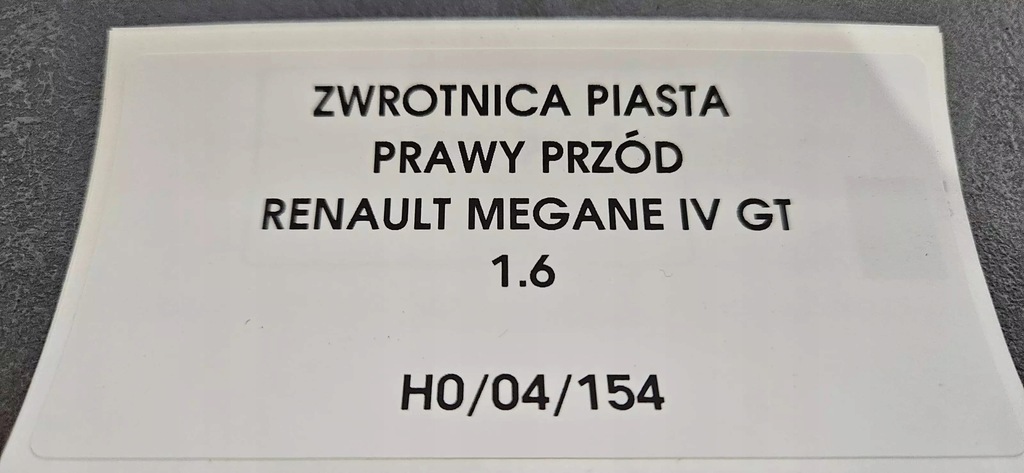 ZWROTNICA PIASTA
PRAWY PRZÓD
RENAULT MEGANE IV GT
1.6
H0/04/154